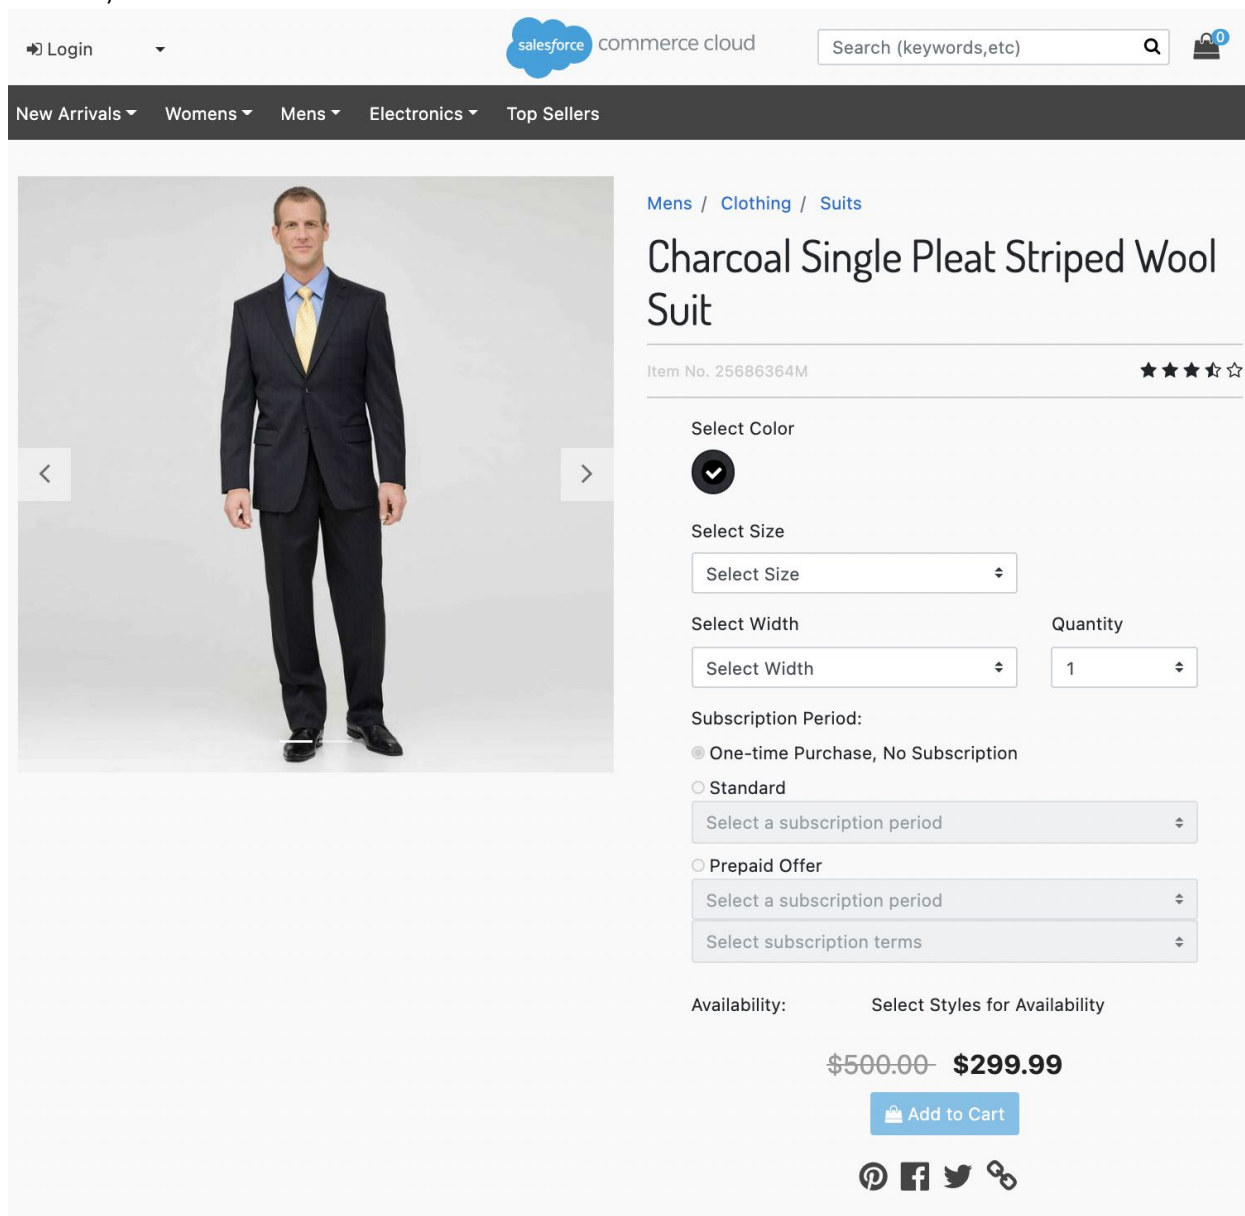 Login
salesforce commerce cloud
Search (keywords,etc)
0
New Arrivals Womens Mens Electronics Top Sellers
Mens / Clothing / Suits
Charcoal Single Pleat Striped Wool
Suit
Item No. 25686364M
Select Color
Select Size
Select Size
Select Width Quantity
Select Width 1
Subscription Period:
One-time Purchase, No Subscription
Standard
Select a subscription period
Prepaid Offer
Select a subscription period
Select subscription terms
Availability: Select Styles for Availability
$500.00 $299.99
Add to Cart